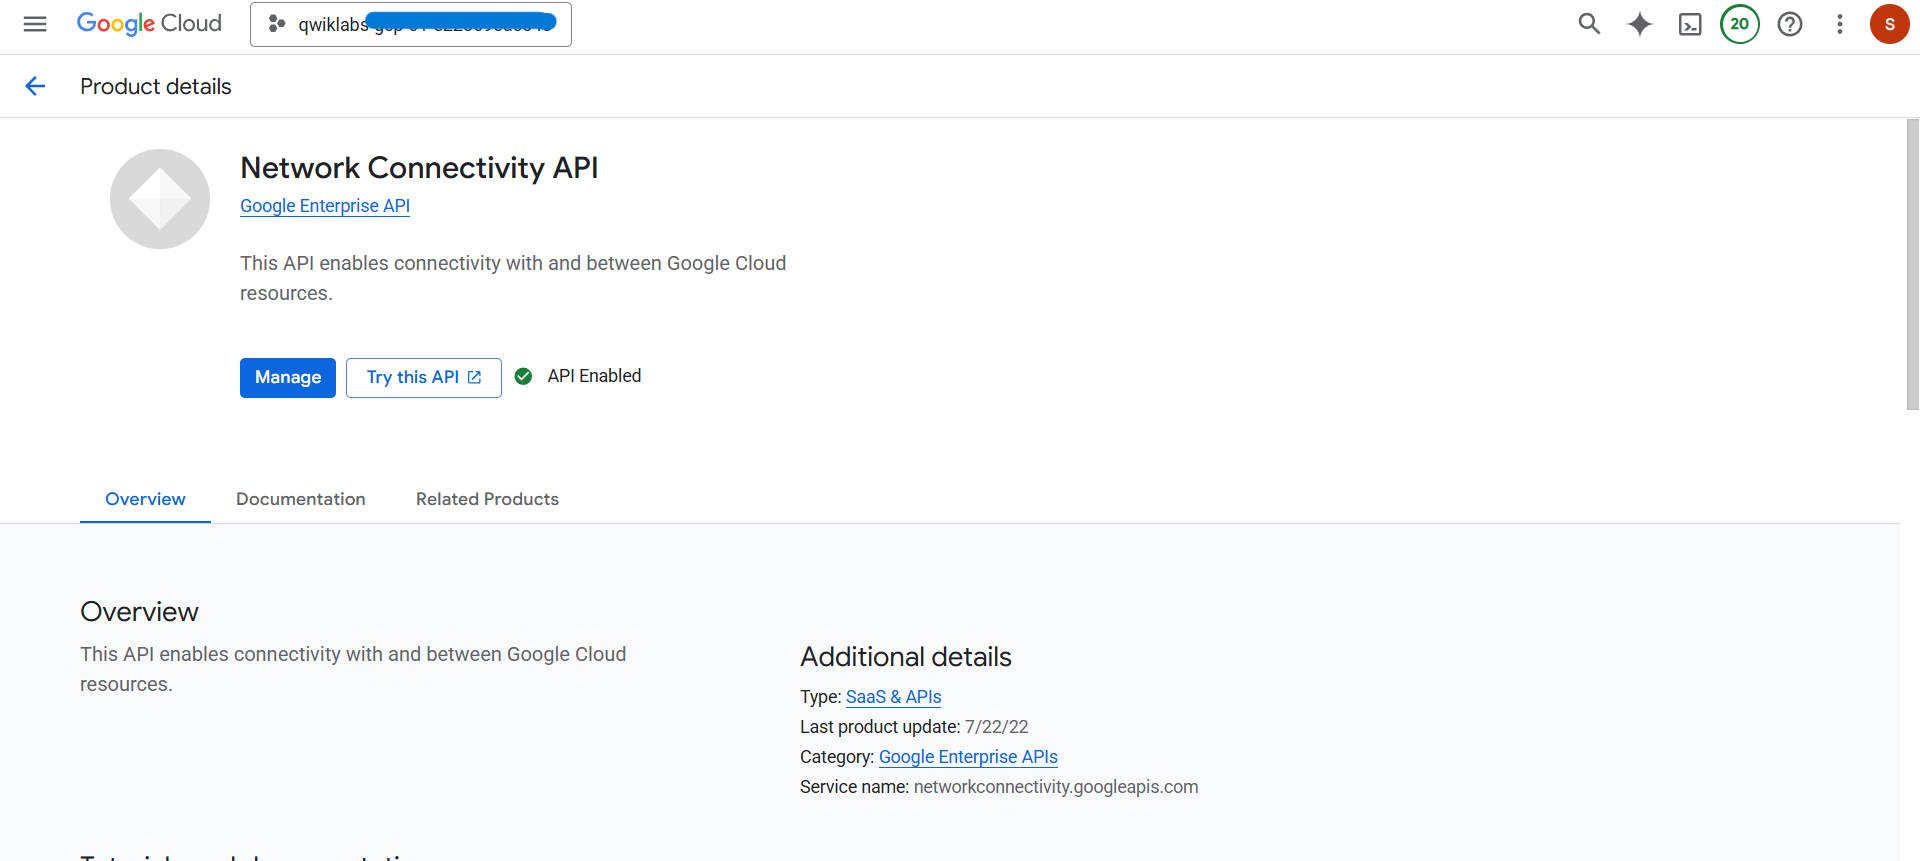 Google Cloud
qwiklabs
20
S
Product details
Network Connectivity API
Google Enterprise API
This API enables connectivity with and between Google Cloud
resources.
Manage
Try this API
API Enabled
Overview
Documentation
Related Products
Overview
This API enables connectivity with and between Google Cloud
resources.
Additional details
Type: SaaS & APIs
Last product update: 7/22/22
Category: Google Enterprise APIs
Service name: networkconnectivity.googleapis.com